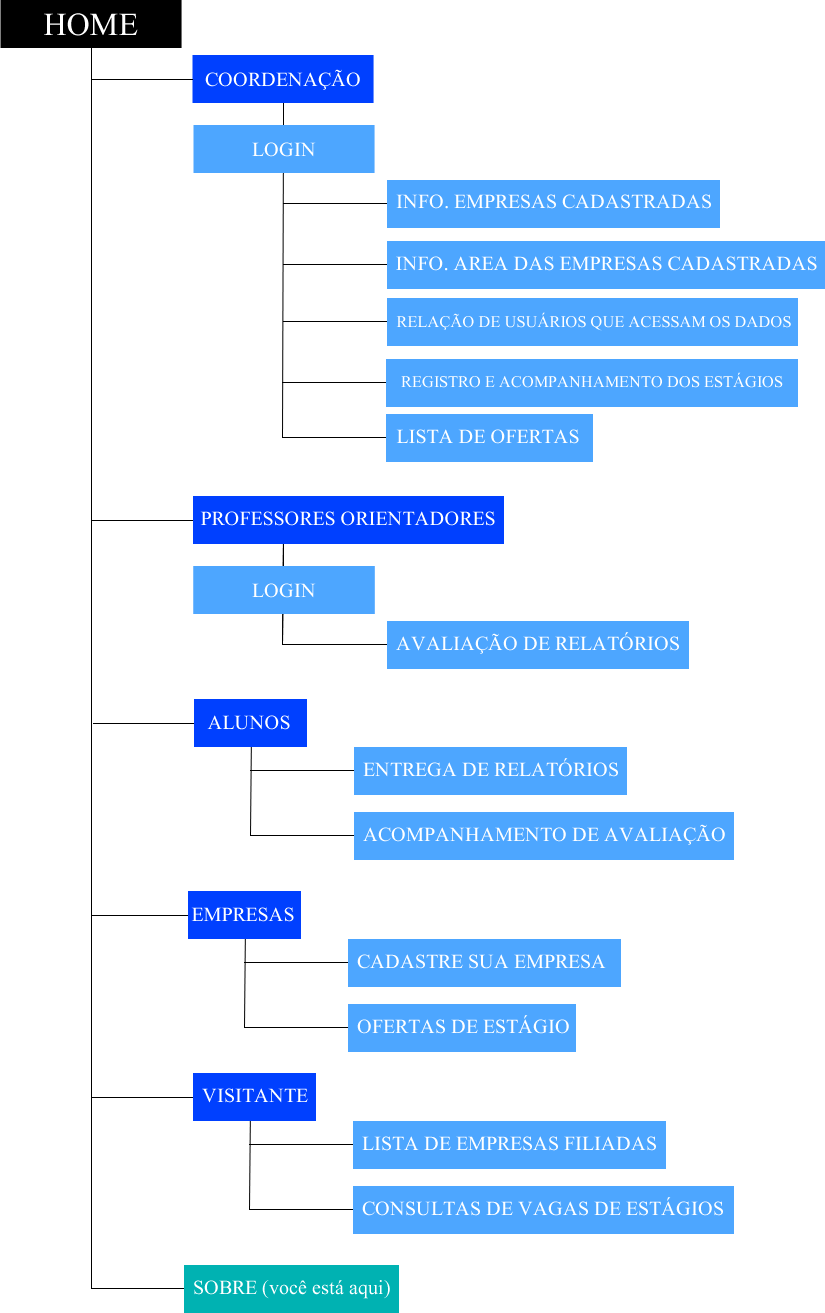 HOME
COORDENAÇÃO
LOGIN
INFO. EMPRESAS CADASTRADAS
INFO. AREA DAS EMPRESAS CADASTRADAS
RELAÇÃO DE USUÁRIOS QUE ACESSAM OS DADOS
REGISTRO E ACOMPANHAMENTO DOS ESTÁGIOS
LISTA DE OFERTAS
PROFESSORES ORIENTADORES
LOGIN
AVALIAÇÃO DE RELATÓRIOS
ALUNOS
ENTREGA DE RELATÓRIOS
ACOMPANHAMENTO DE AVALIAÇÃO
EMPRESAS
CADASTRE SUA EMPRESA
OFERTAS DE ESTÁGIO
VISITANTE
LISTA DE EMPRESAS FILIADAS
CONSULTAS DE VAGAS DE ESTÁGIOS
SOBRE (você está aqui)